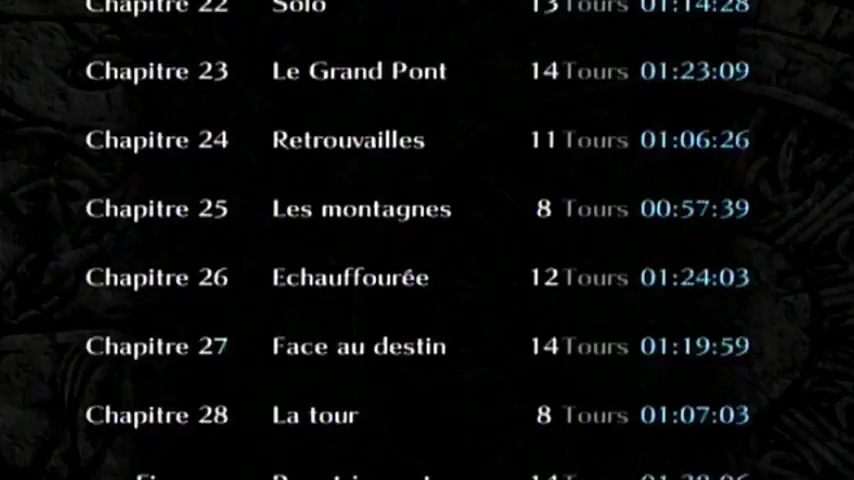 Chapitre 22 Solo 13 Tours 01:14:28
Chapitre 23 Le Grand Pont 14 Tours 01:23:09
Chapitre 24 Retrouvailles 11 Tours 01:06:26
Chapitre 25 Les montagnes 8 Tours 00:57:39
Chapitre 26 Echauffourée 12 Tours 01:24:03
Chapitre 27 Face au destin 14 Tours 01:19:59
Chapitre 28 La tour 8 Tours 01:07:03